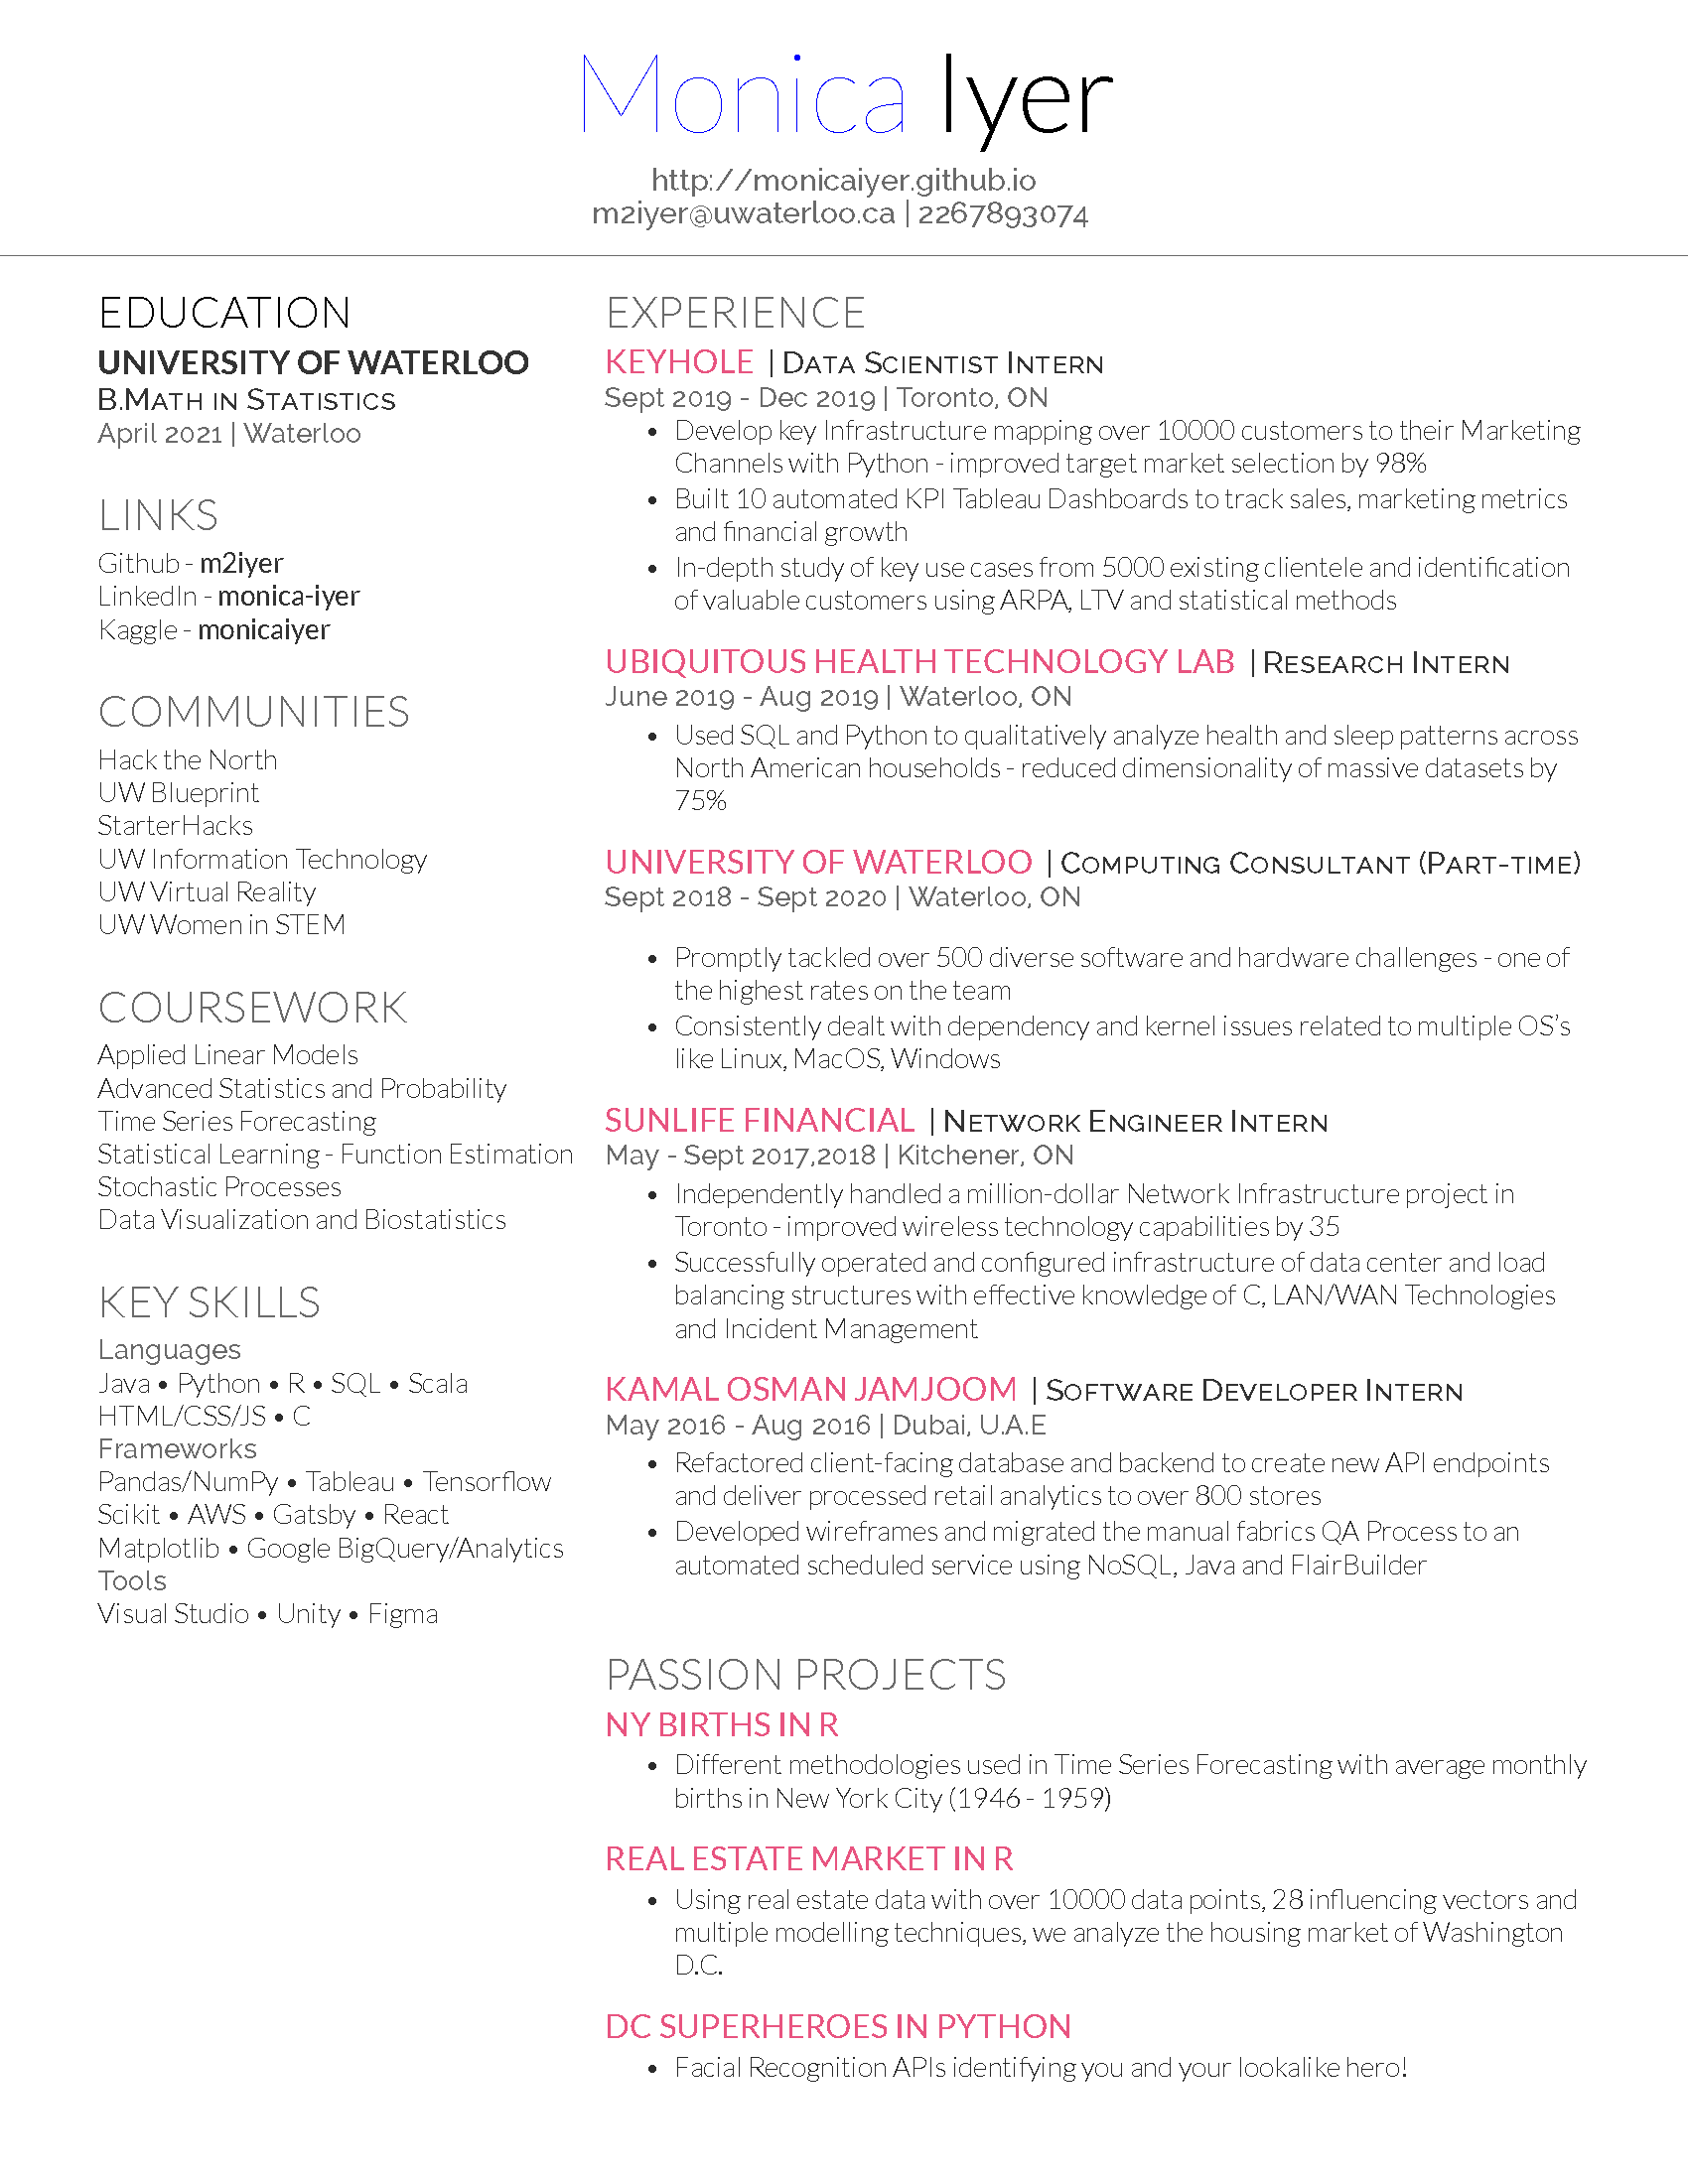 Monica Iyer
http://monicaiyer.github.io
m2iyer@uwaterloo.ca | 2267893074
EDUCATION
UNIVERSITY OF WATERLOO
B.Math in Statistics
April 2021 | Waterloo
LINKS
Github - m2iyer
LinkedIn - monica-iyer
Kaggle - monicaiyer
COMMUNITIES
Hack the North
UW Blueprint
StarterHacks
UW Information Technology
UW Virtual Reality
UW Women in STEM
COURSEWORK
Applied Linear Models
Advanced Statistics and Probability
Time Series Forecasting
Statistical Learning - Function Estimation
Stochastic Processes
Data Visualization and Biostatistics
KEY SKILLS
Languages
Java • Python • R • SQL • Scala
HTML/CSS/JS • C
Frameworks
Pandas/NumPy • Tableau • Tensorflow
Scikit • AWS • Gatsby • React
Matplotlib • Google BigQuery/Analytics
Tools
Visual Studio • Unity • Figma
EXPERIENCE
KEYHOLE | Data Scientist Intern
Sept 2019 - Dec 2019 | Toronto, ON
• Develop key Infrastructure mapping over 10000 customers to their Marketing
Channels with Python - improved target market selection by 98%
• Built 10 automated KPI Tableau Dashboards to track sales, marketing metrics
and financial growth
• In-depth study of key use cases from 5000 existing clientele and identification
of valuable customers using ARPA, LTV and statistical methods
UBIQUITOUS HEALTH TECHNOLOGY LAB | Research Intern
June 2019 - Aug 2019 | Waterloo, ON
• Used SQL and Python to qualitatively analyze health and sleep patterns across
North American households - reduced dimensionality of massive datasets by
75%
UNIVERSITY OF WATERLOO | Computing Consultant (Part-time)
Sept 2018 - Sept 2020 | Waterloo, ON
• Promptly tackled over 500 diverse software and hardware challenges - one of
the highest rates on the team
• Consistently dealt with dependency and kernel issues related to multiple OS's
like Linux, MacOS, Windows
SUNLIFE FINANCIAL | Network Engineer Intern
May - Sept 2017,2018 | Kitchener, ON
• Independently handled a million-dollar Network Infrastructure project in
Toronto - improved wireless technology capabilities by 35
• Successfully operated and configured infrastructure of data center and load
balancing structures with effective knowledge of C, LAN/WAN Technologies
and Incident Management
KAMAL OSMAN JAMJOOM | Software Developer Intern
May 2016 - Aug 2016 | Dubai, U.A.E
• Refactored client-facing database and backend to create new API endpoints
and deliver processed retail analytics to over 800 stores
• Developed wireframes and migrated the manual fabrics QA Process to an
automated scheduled service using NoSQL, Java and FlairBuilder
PASSION PROJECTS
NY BIRTHS IN R
• Different methodologies used in Time Series Forecasting with average monthly
births in New York City (1946 - 1959)
REAL ESTATE MARKET IN R
• Using real estate data with over 10000 data points, 28 influencing vectors and
multiple modelling techniques, we analyze the housing market of Washington
D.C.
DC SUPERHEROES IN PYTHON
• Facial Recognition APIs identifying you and your lookalike hero!